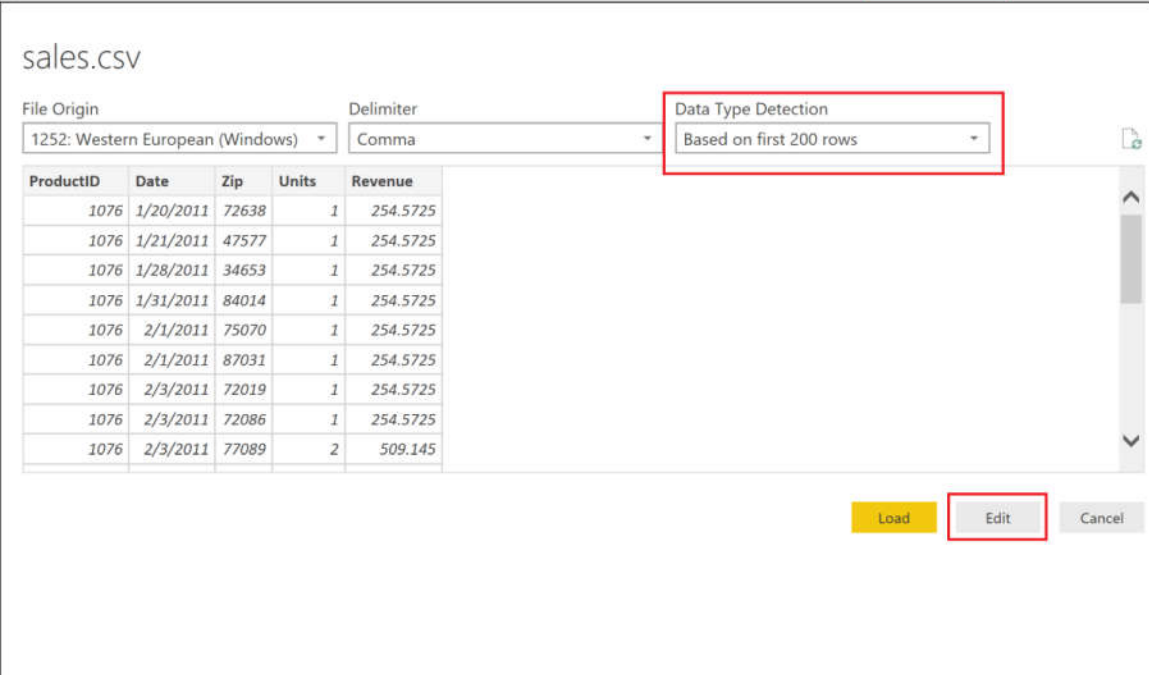 sales.csv
File Origin Delimiter Data Type Detection
1252: Western European (Windows) Comma Based on first 200 rows
ProductID Date Zip Units Revenue
1076 1/20/2011 72638 1 254.5725
1076 1/21/2011 47577 1 254.5725
1076 1/28/2011 34653 1 254.5725
1076 1/31/2011 84014 1 254.5725
1076 2/1/2011 75070 1 254.5725
1076 2/1/2011 87031 1 254.5725
1076 2/3/2011 72019 1 254.5725
1076 2/3/2011 72086 1 254.5725
1076 2/3/2011 77089 2 509.145
Load Edit Cancel